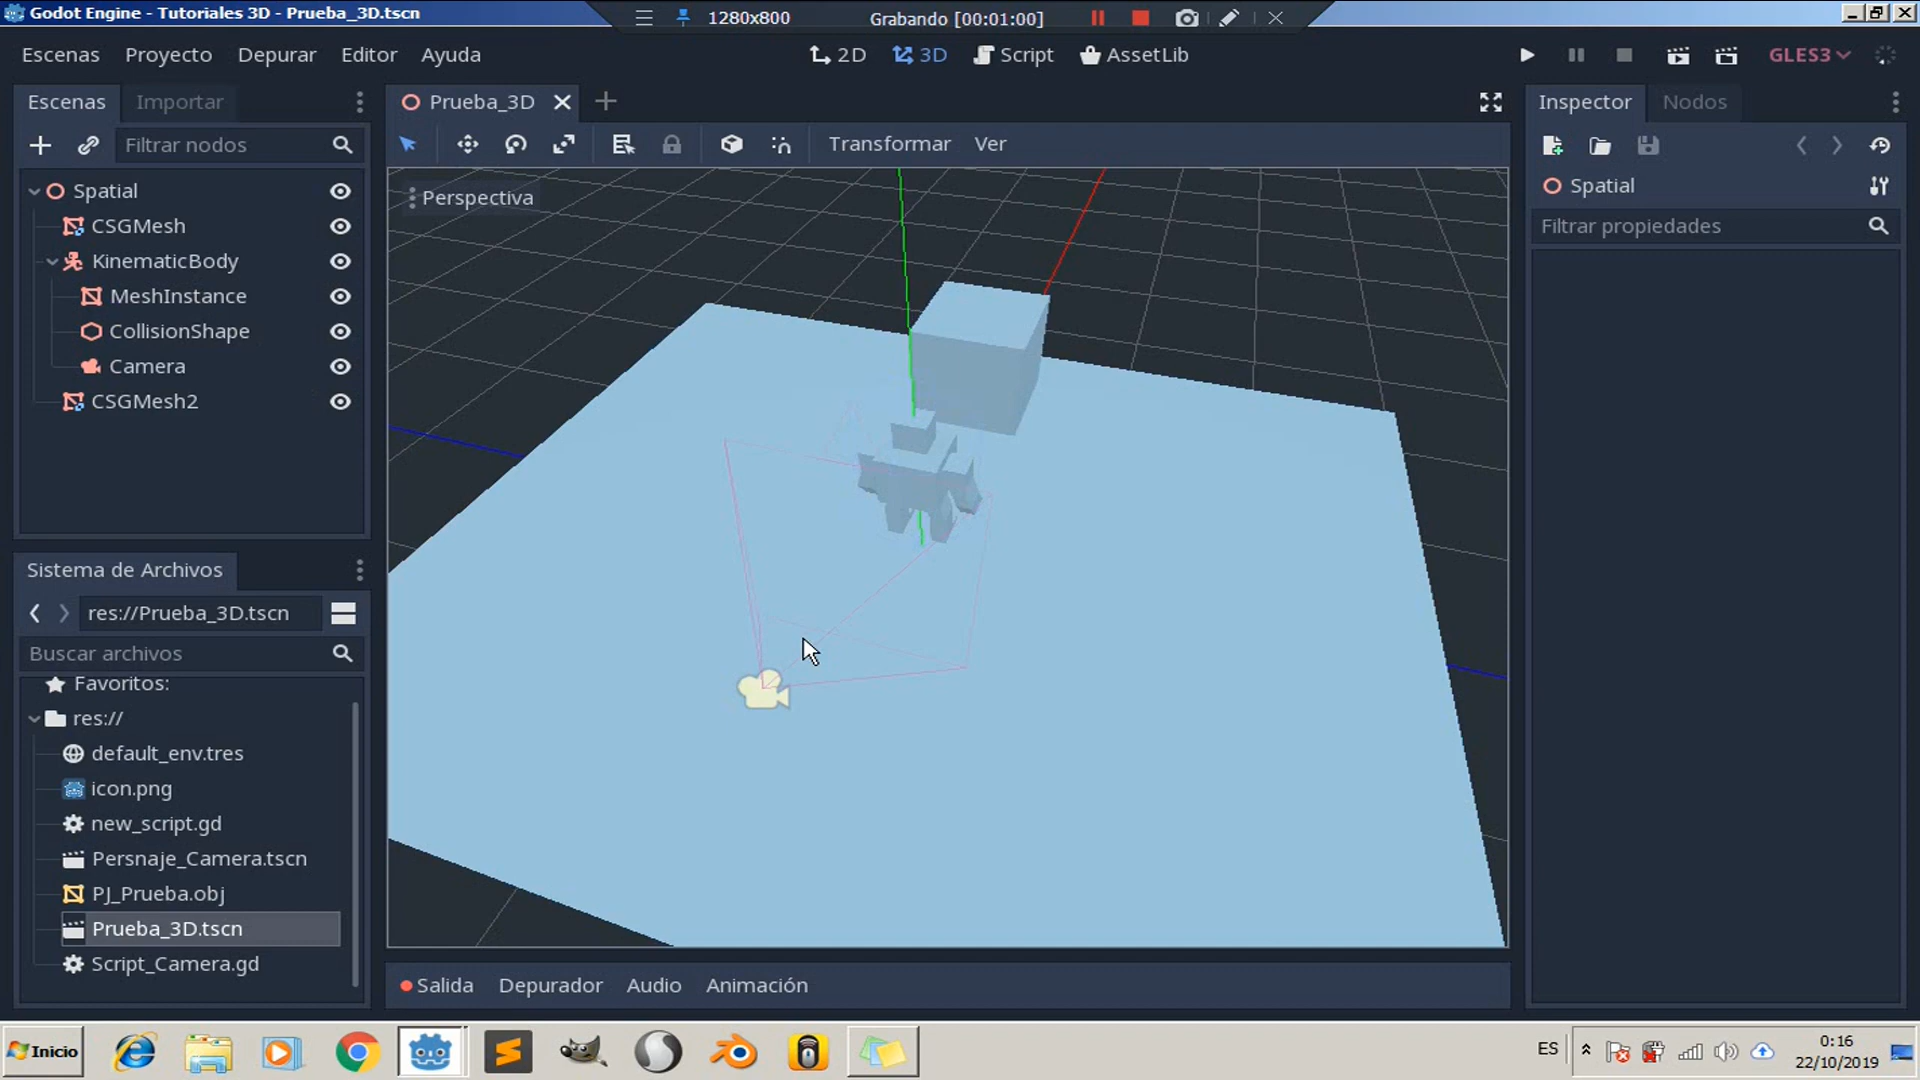 Godot Engine - Tutoriales 3D - Prueba_3D.tscn
1280x800
Grabando [00:01:00]
Escenas
Proyecto
Depurar
Editor
Ayuda
2D
3D
Script
AssetLib
GLES3
Escenas
Importar
Prueba_3D
Inspector
Nodos
Filtrar nodos
Transformar
Ver
Spatial
CSGMesh
KinematicBody
MeshInstance
CollisionShape
Camera
CSGMesh2
Perspectiva
Spatial
Filtrar propiedades
Sistema de Archivos
res://Prueba_3D.tscn
Buscar archivos
Favoritos:
res://
default_env.tres
icon.png
new_script.gd
Persnaje_Camera.tscn
PJ_Prueba.obj
Prueba_3D.tscn
Script_Camera.gd
Salida
Depurador
Audio
Animación
Inicio
ES
0:16
22/10/2019